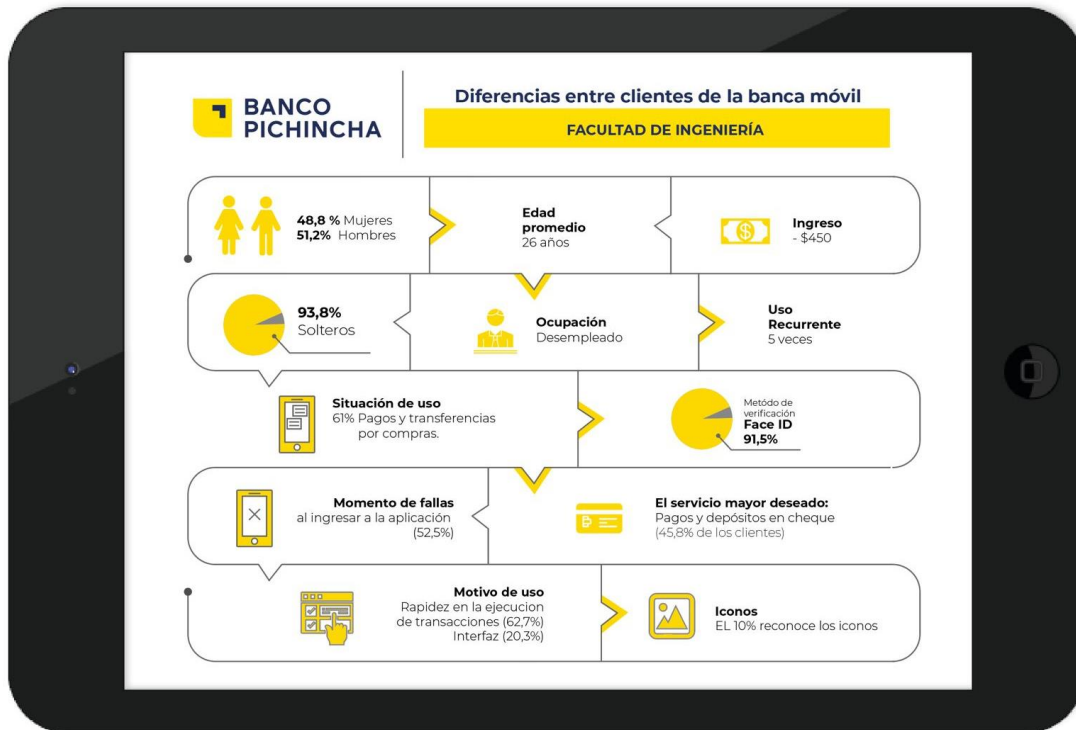 BANCO
PICHINCHA
Diferencias entre clientes de la banca móvil
FACULTAD DE INGENIERÍA
48,8 % Mujeres
51,2% Hombres
Edad
promedio
26 años
Ingreso
- $450
93,8%
Solteros
Ocupación
Desempleado
Uso
Recurrente
5 veces
Situación de uso
61% Pagos y transferencias
por compras.
Metódo de
verificación
Face ID
91,5%
Momento de fallas
al ingresar a la aplicación
(52,5%)
El servicio mayor deseado:
Pagos y depósitos en cheque
(45,8% de los clientes)
Motivo de uso
Rapidez en la ejecucion
de transacciones (62,7%)
Interfaz (20,3%)
Iconos
EL 10% reconoce los iconos